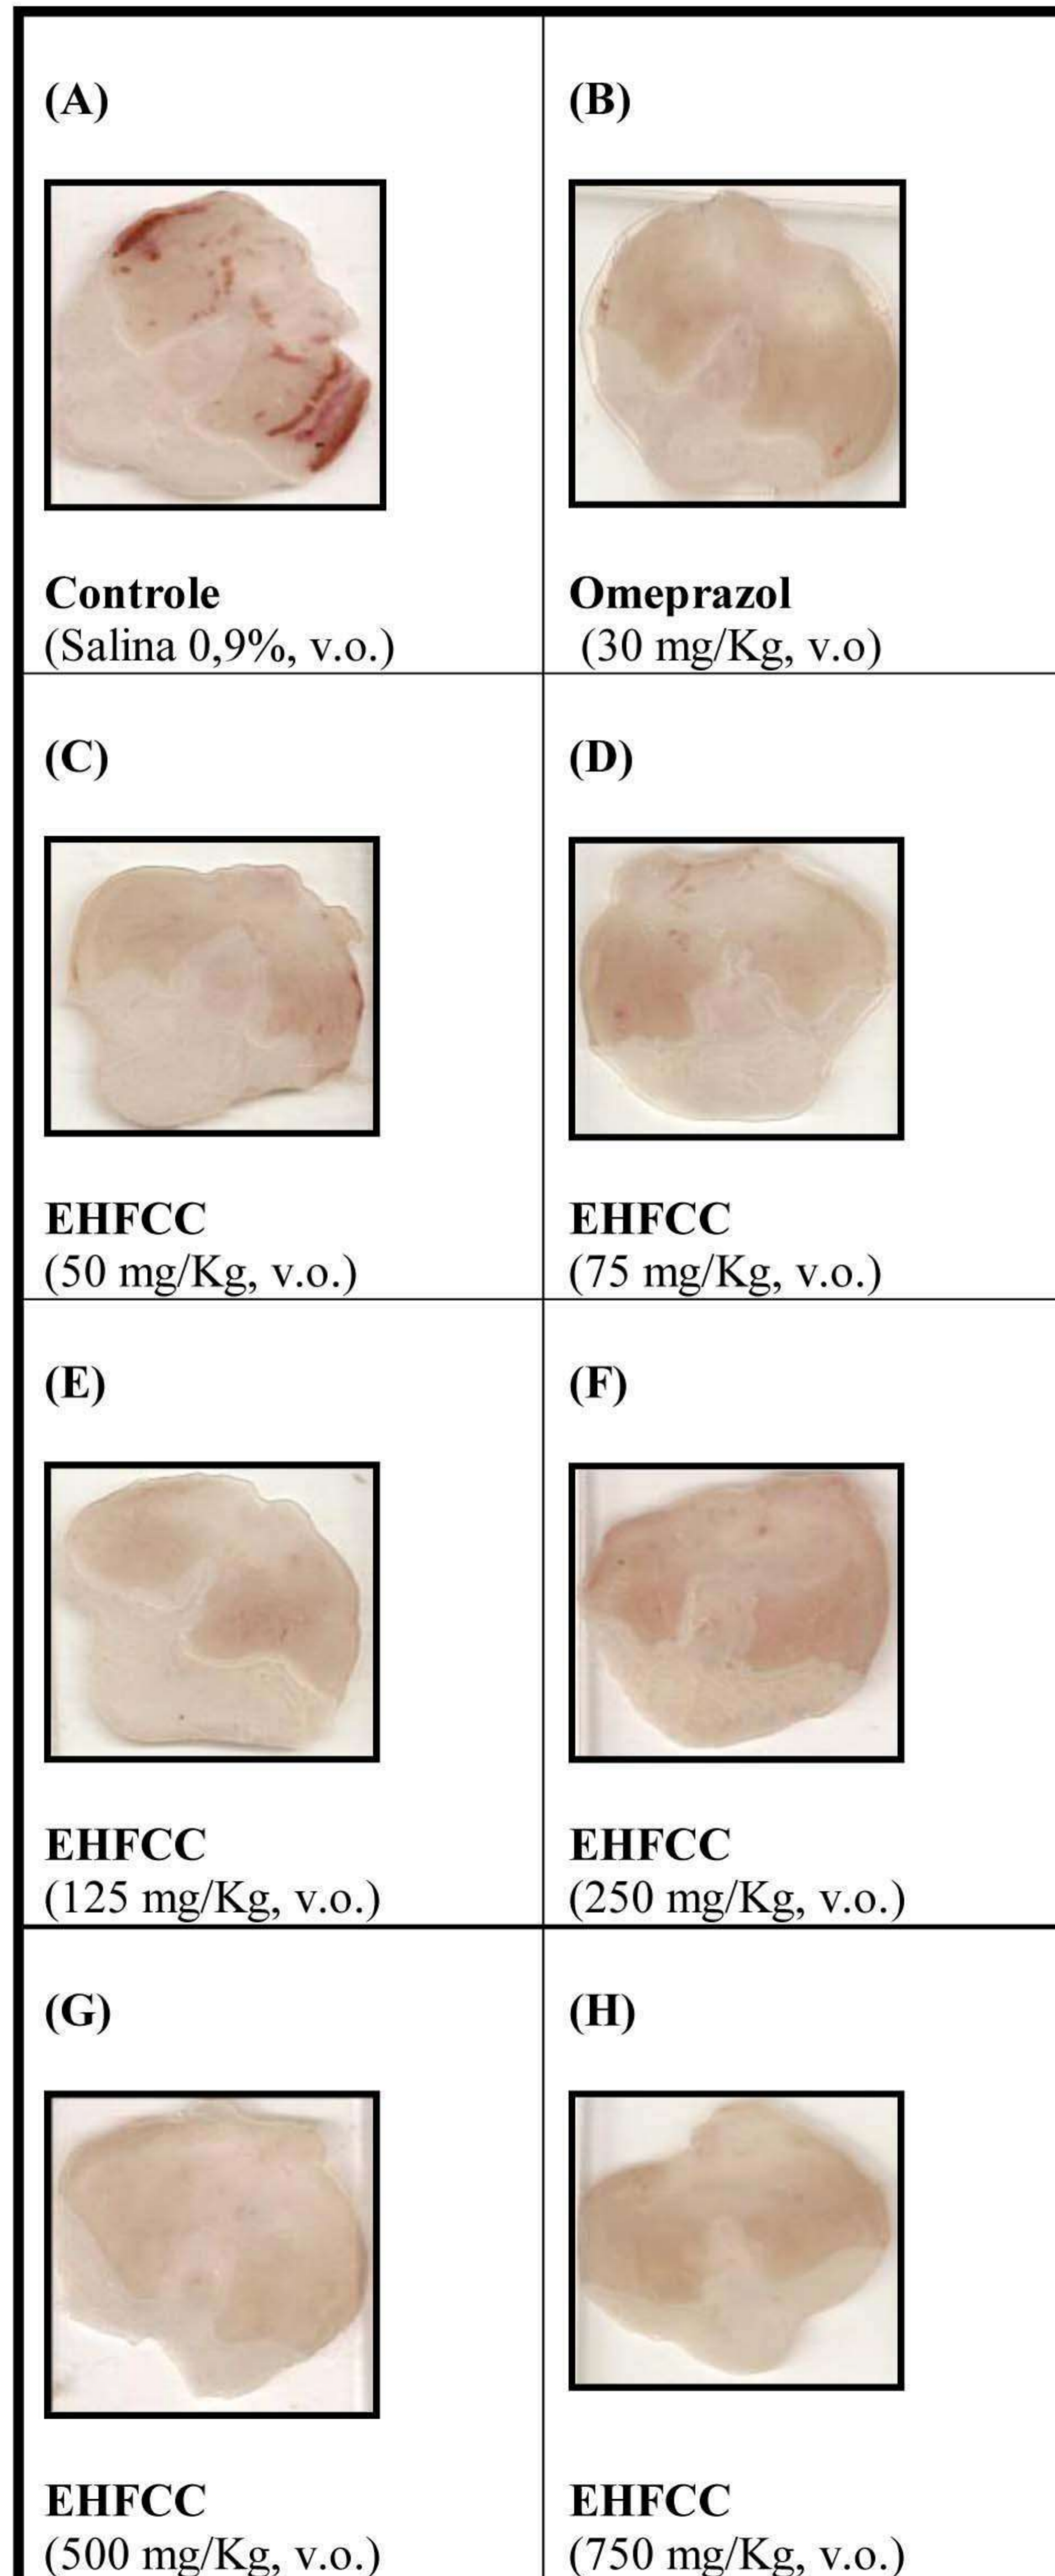 (A)
(B)
Controle
(Salina 0,9%, v.o.)
Omeprazol
(30 mg/Kg, v.o)
(C)
(D)
EHFCC
(50 mg/Kg, v.o.)
EHFCC
(75 mg/Kg, v.o.)
(E)
(F)
EHFCC
(125 mg/Kg, v.o.)
EHFCC
(250 mg/Kg, v.o.)
(G)
(H)
EHFCC
(500 mg/Kg, v.o.)
EHFCC
(750 mg/Kg, v.o.)